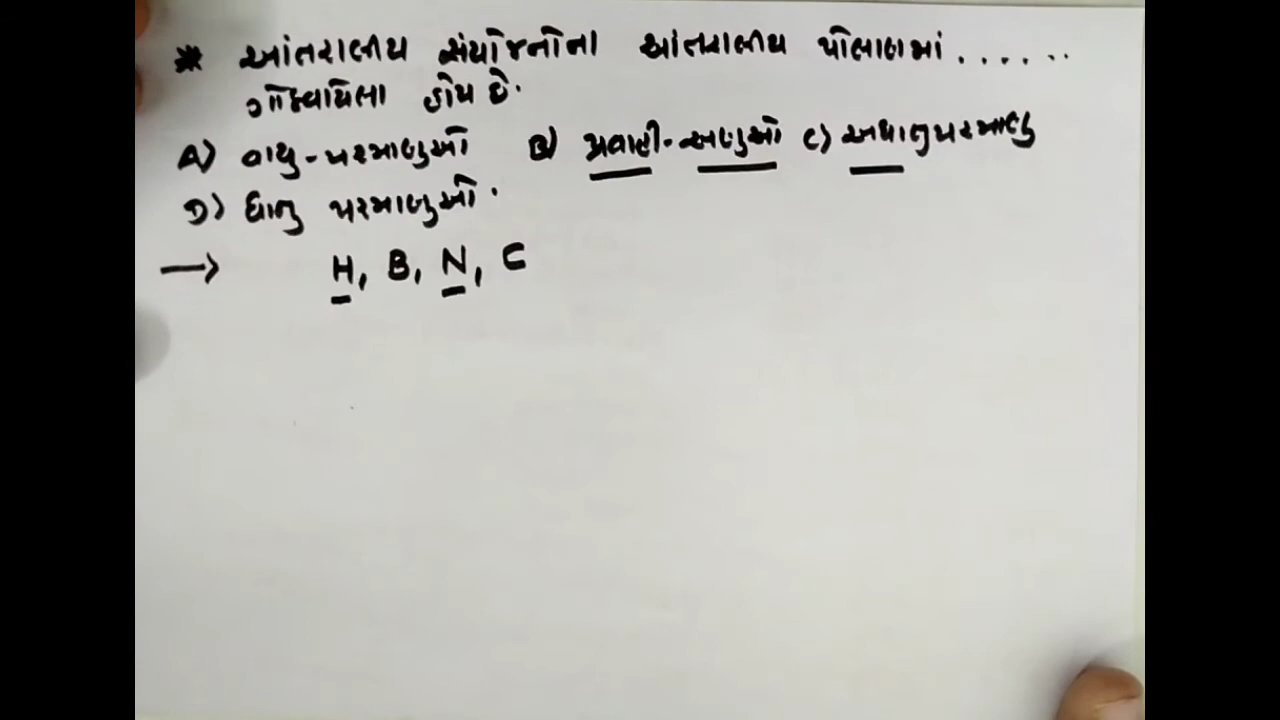 * આંતરાલીય સંયોજનોના આંતરાલીય પોલાણમાં......
ગોઠવાયેલા હોય છે.
A) વાયુ-પરમાણુઓ B) પ્રવાહી-અણુઓ C) અધાતુપરમાણુ
D) ધાતુ પરમાણુઓ.
→ H, B, N, C